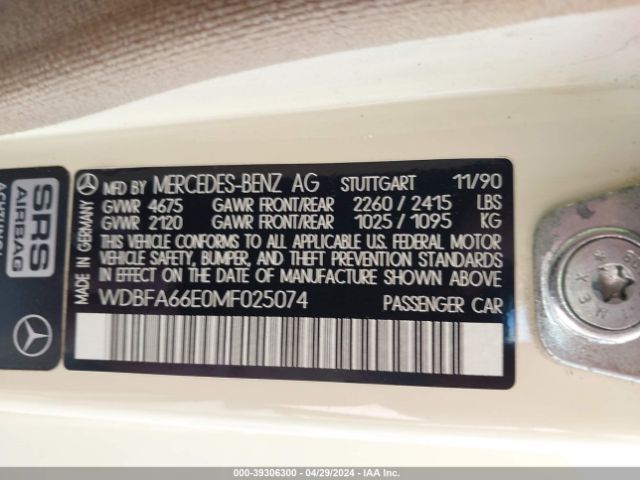 MADE IN GERMANY
MFD BY MERCEDES-BENZ AG STUTTGART 11/90
GVWR 4675 GAWR FRONT/REAR 2260 / 2415 LBS
GVWR 2120 GAWR FRONT/REAR 1025 / 1095 KG
THIS VEHICLE CONFORMS TO ALL APPLICABLE U.S. FEDERAL MOTOR
VEHICLE SAFETY, BUMPER, AND THEFT PREVENTION STANDARDS
IN EFFECT ON THE DATE OF MANUFACTURE SHOWN ABOVE
WDBFA66E0MF025074 PASSENGER CAR
SRS
AIRBAG
000-39306300 - 04/29/2024 - IAA Inc.